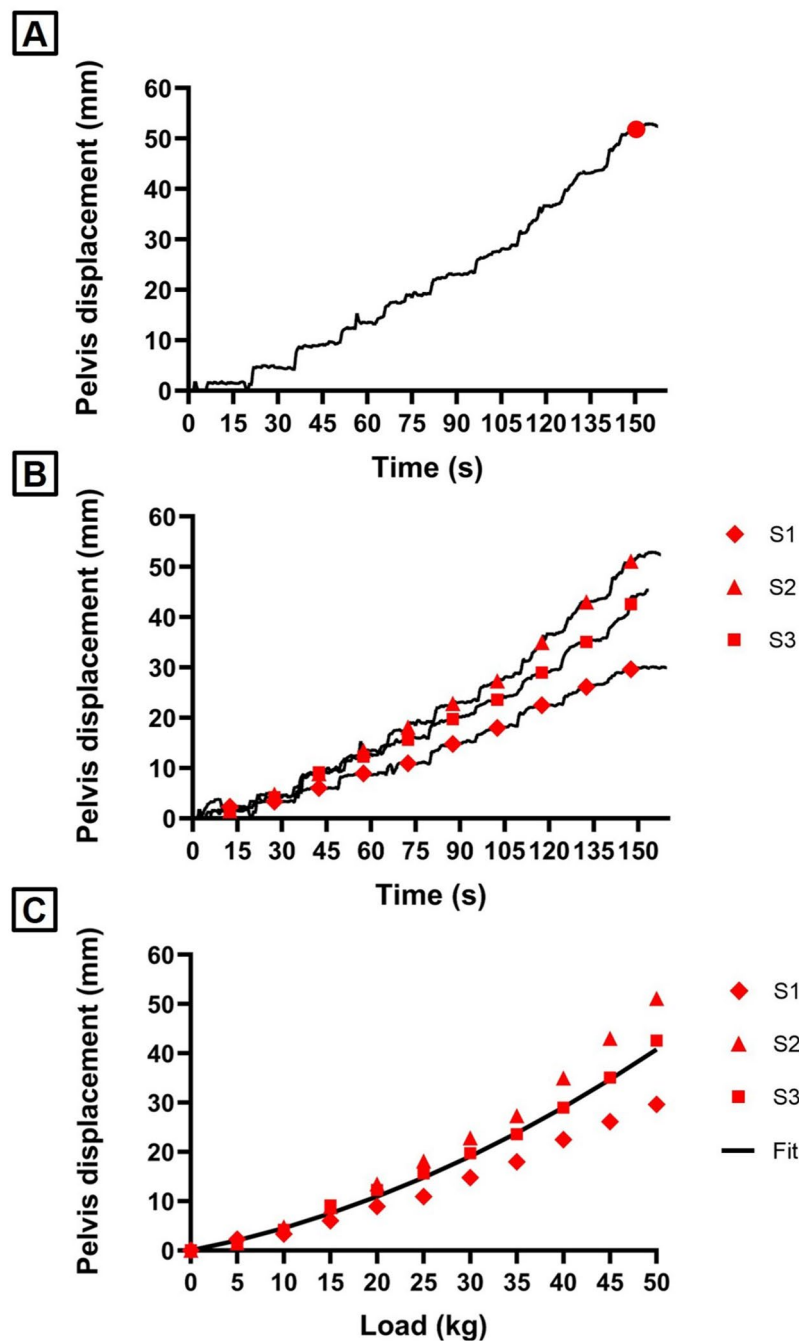 A
Pelvis displacement (mm)
60
50
40
30
20
10
0
0 15 30 45 60 75 90 105 120 135 150
Time (s)
B
Pelvis displacement (mm)
60
50
40
30
20
10
0
0 15 30 45 60 75 90 105 120 135 150
Time (s)
S1
S2
S3
C
Pelvis displacement (mm)
60
50
40
30
20
10
0
0 5 10 15 20 25 30 35 40 45 50
Load (kg)
S1
S2
S3
Fit